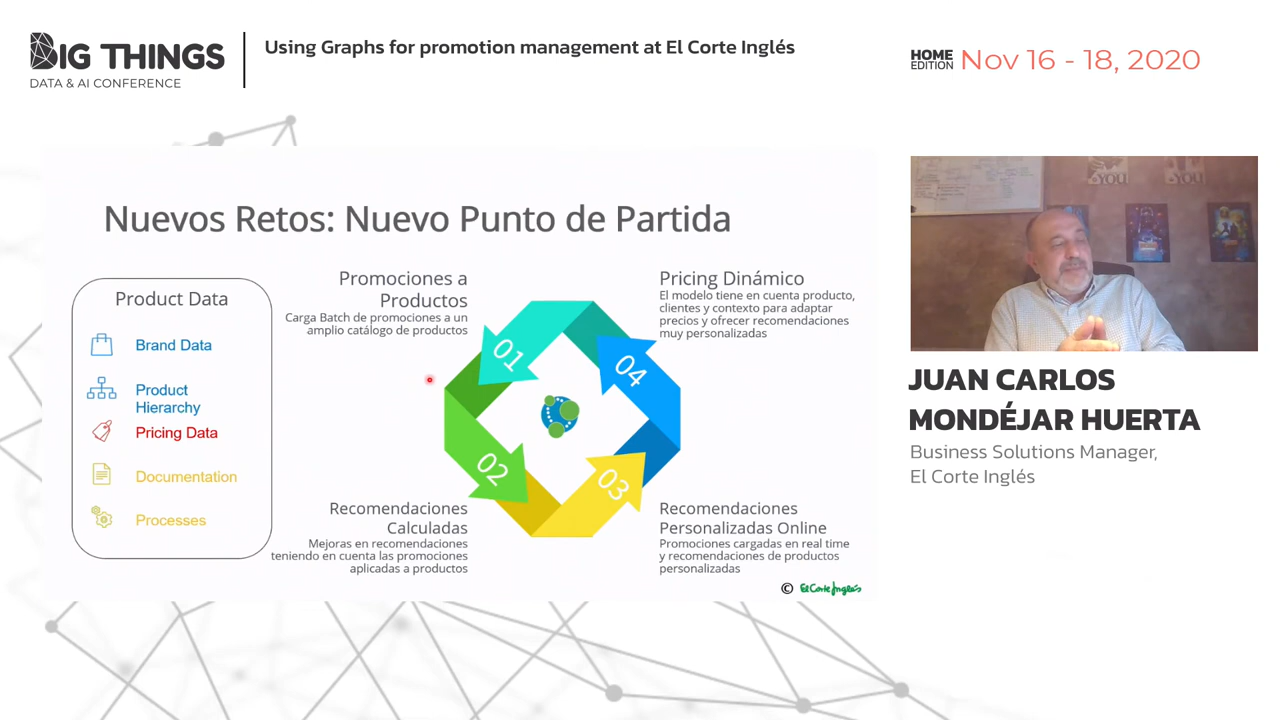 BIG THINGS
DATA & AI CONFERENCE
Using Graphs for promotion management at El Corte Inglés
HOME
EDITION
Nov 16 - 18, 2020
Nuevos Retos: Nuevo Punto de Partida
Product Data
Brand Data
Product
Hierarchy
Pricing Data
Documentation
Processes
Promociones a
Productos
Carga Batch de promociones a un
amplio catálogo de productos
Pricing Dinámico
El modelo tiene en cuenta producto,
clientes y contexto para adaptar
precios y ofrecer recomendaciones
muy personalizadas
01
04
02
03
Recomendaciones
Calculadas
Mejoras en recomendaciones
teniendo en cuenta las promociones
aplicadas a productos
Recomendaciones
Personalizadas Online
Promociones cargadas en real time
y recomendaciones de productos
personalizadas
© El Corte Inglés
YOU
YOU
JUAN CARLOS
MONDÉJAR HUERTA
Business Solutions Manager,
El Corte Inglés